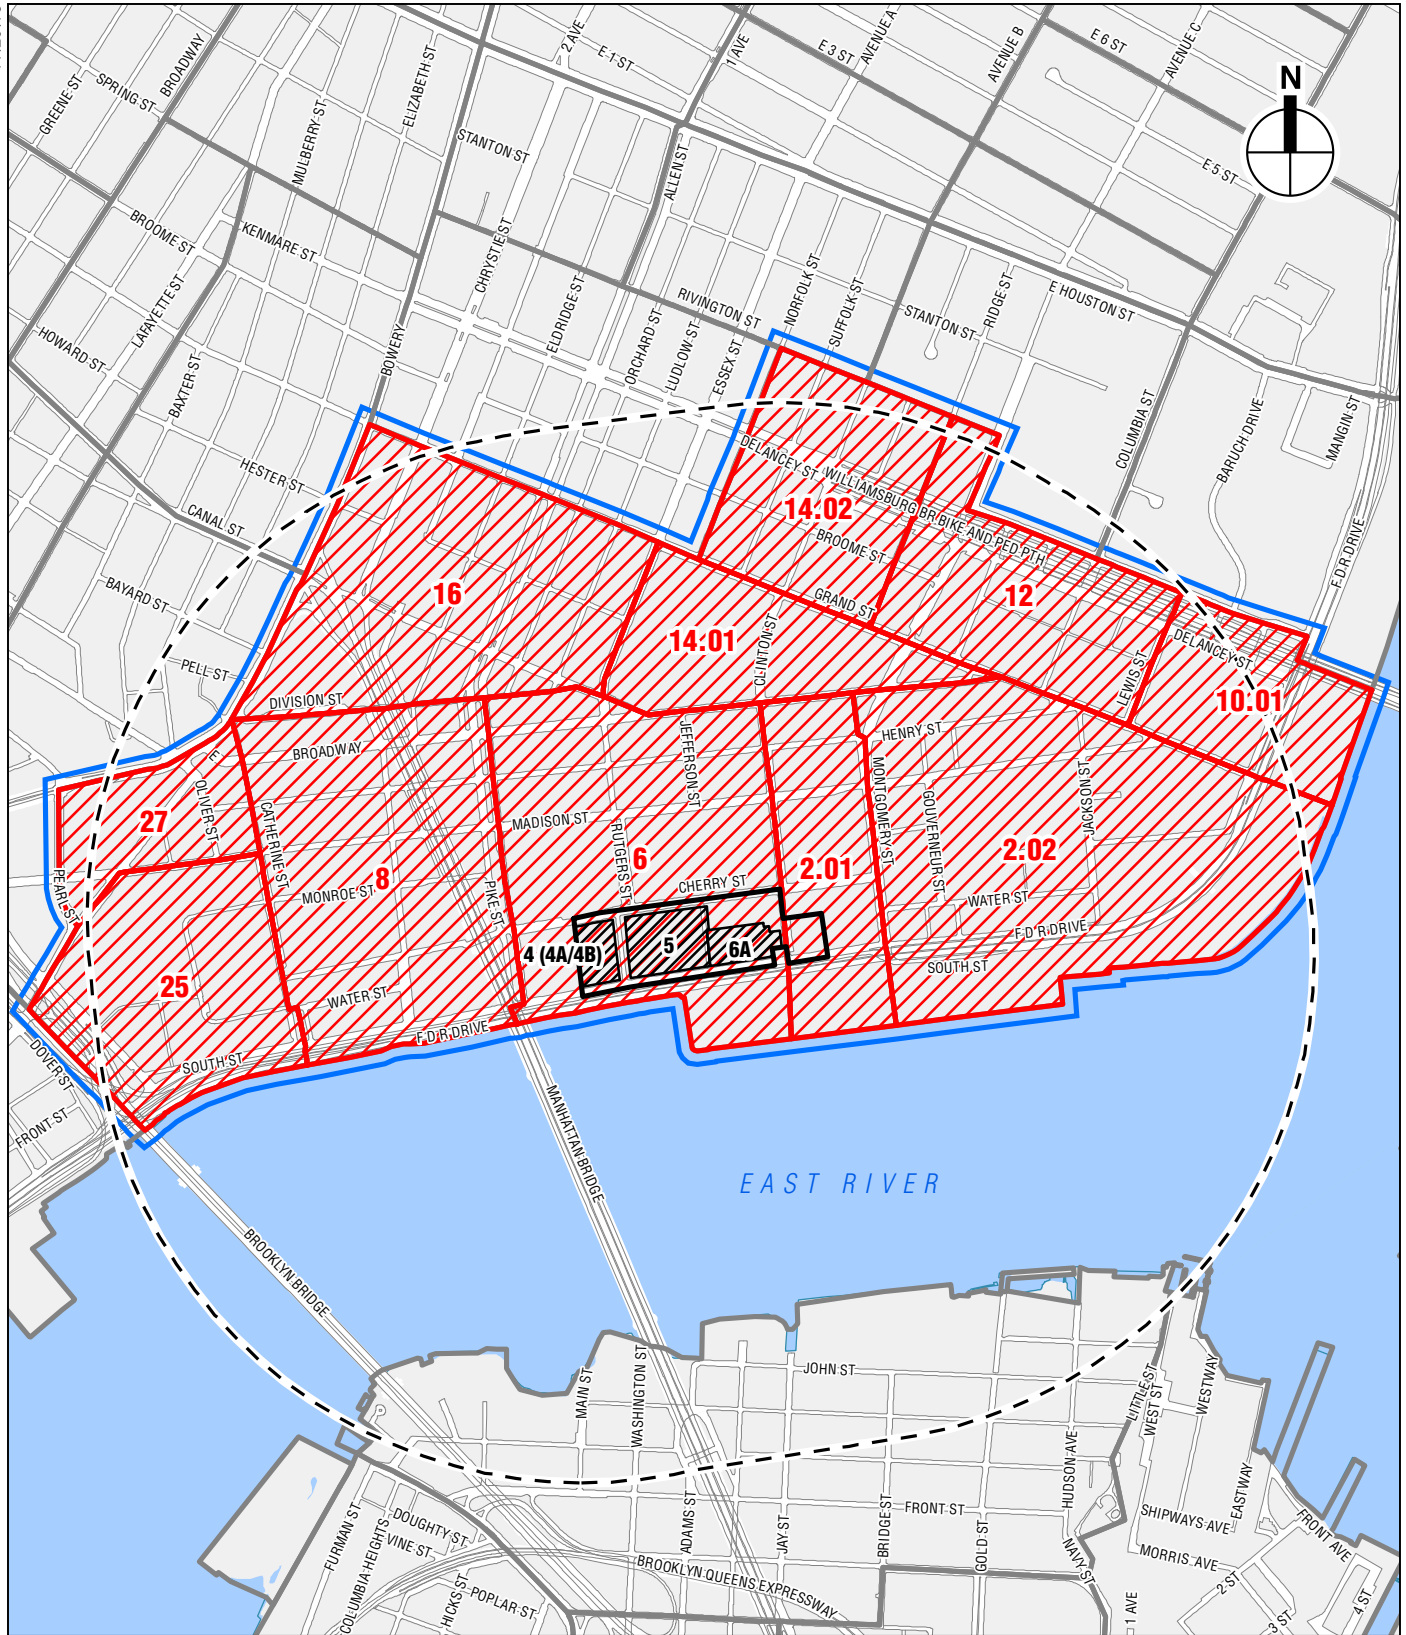 2 AVE
E 1 ST
1 AVE
E 3 ST
AVENUE A
AVENUE B
E 6 ST
AVENUE C
N
E 5 ST
GREENE ST
SPRING ST
BROADWAY
MULBERRY ST
ELIZABETH ST
STANTON ST
ALLEN ST
BROOME ST
KENMARE ST
LAFAYETTE ST
CHRYSTIE ST
ELDRIDGE ST
RIVINGTON ST
NORFOLK ST
SUFFOLK ST
STANTON ST
RIDGE ST
E HOUSTON ST
HOWARD ST
BAXTER ST
BOWERY
ORCHARD ST
LUDLOW ST
ESSEX ST
COLUMBIA ST
BARUCH DRIVE
MANGIN ST
F D R DRIVE
HESTER ST
CANAL ST
DELANCEY ST
WILLIAMSBURG BR BIKE AND PED PTH
14.02
BROOME ST
BAYARD ST
16
12
GRAND ST
14.01
CLINTON ST
PELL ST
DELANCEY ST
LEWIS ST
10.01
DIVISION ST
BROADWAY
E
HENRY ST
JEFFERSON ST
MONTGOMERY ST
GOUVERNEUR ST
JACKSON ST
OLIVER ST
CATHERINE ST
27
MADISON ST
RUTGERS ST
6
2.01
2.02
PEARL ST
MONROE ST
8
PIKE ST
CHERRY ST
WATER ST
4 (4A/4B)
5
6A
F D R DRIVE
SOUTH ST
25
WATER ST
F D R DRIVE
SOUTH ST
DOVER ST
FRONT ST
MANHATTAN BRIDGE
EAST RIVER
BROOKLYN BRIDGE
MAIN ST
WASHINGTON ST
JOHN ST
LITTLE ST
WEST ST
WESTWAY
HUDSON AVE
EASTWAY
FURMAN ST
COLUMBIA HEIGHTS
DOUGHTY ST
VINE ST
HICKS ST
POPLAR ST
ADAMS ST
JAY ST
BRIDGE ST
FRONT ST
GOLD ST
NAVY ST
SHIPWAYS AVE
MORRIS AVE
FRONT AVE
BROOKLYN QUEENS EXPRESSWAY
1 AVE
2 ST
3 ST
4 ST